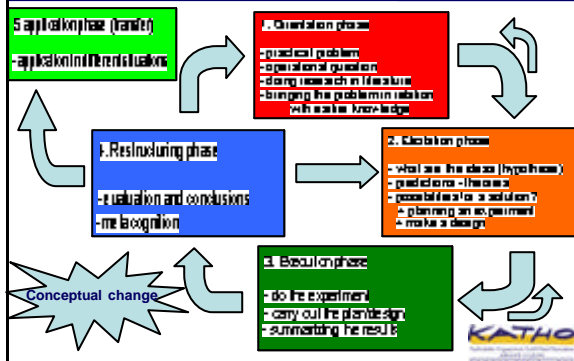 5 application phase (transfer)
- application in different situations
1. Orientation phase
- practical problem
- operational question
- doing research in literature
- bringing the problem in relation
with earlier knowledge
4. Restructuring phase
- evaluation and conclusions
- metacognition
2. Elicitation phase
- what are the ideas (hypotheses)
- predictions - theories
- possibilities for a solution?
+ planning an experiment
+ make a design
3. Execution phase
- do the experiment
- carry out the plan/design
- summarizing the results
Conceptual change
KATHO